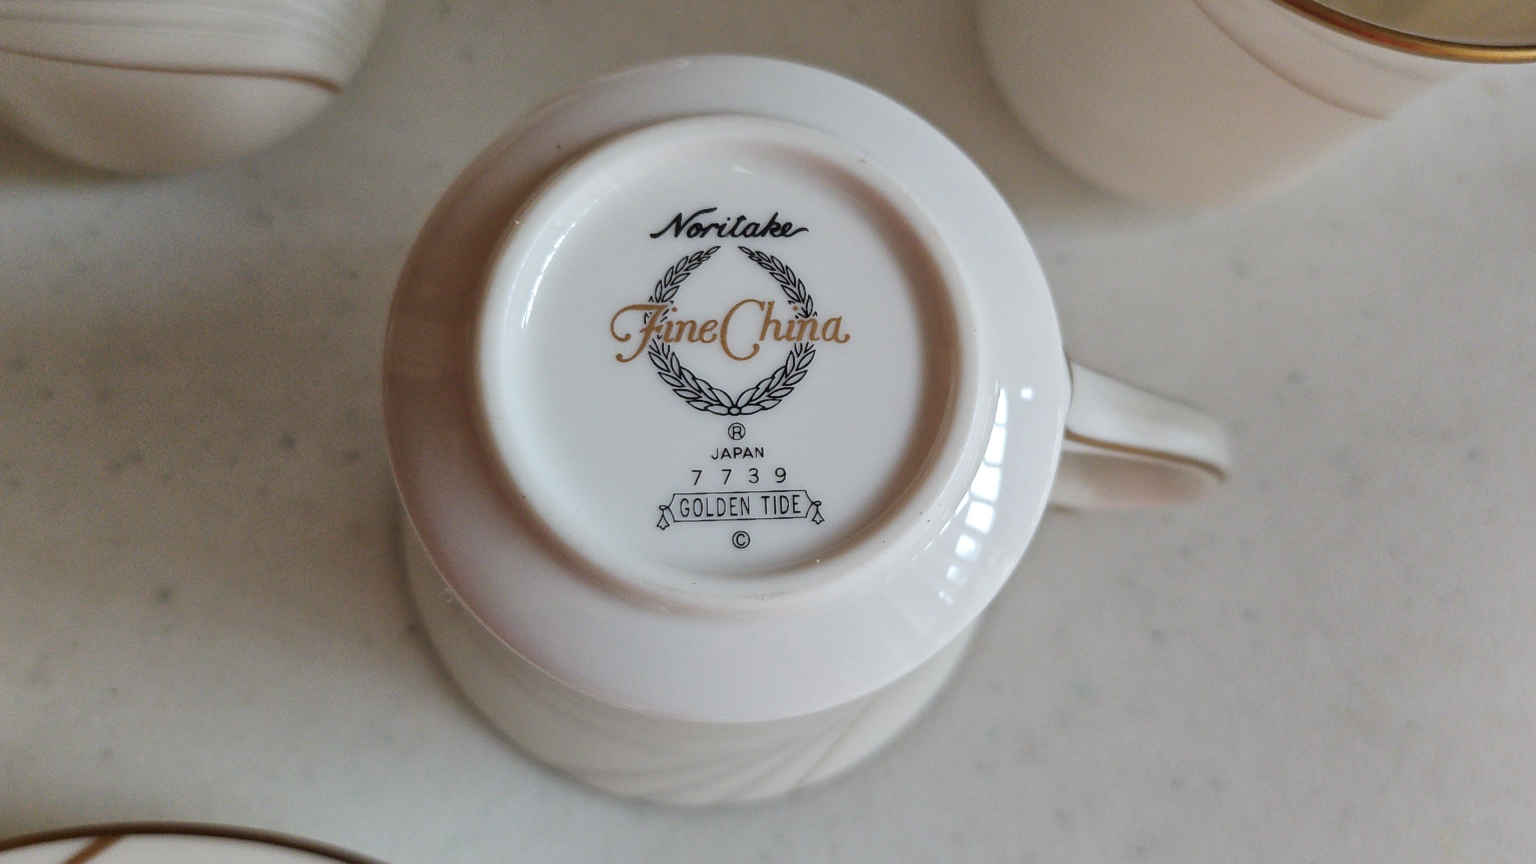 Noritake
Fine China
®
JAPAN
7739
GOLDEN TIDE
©